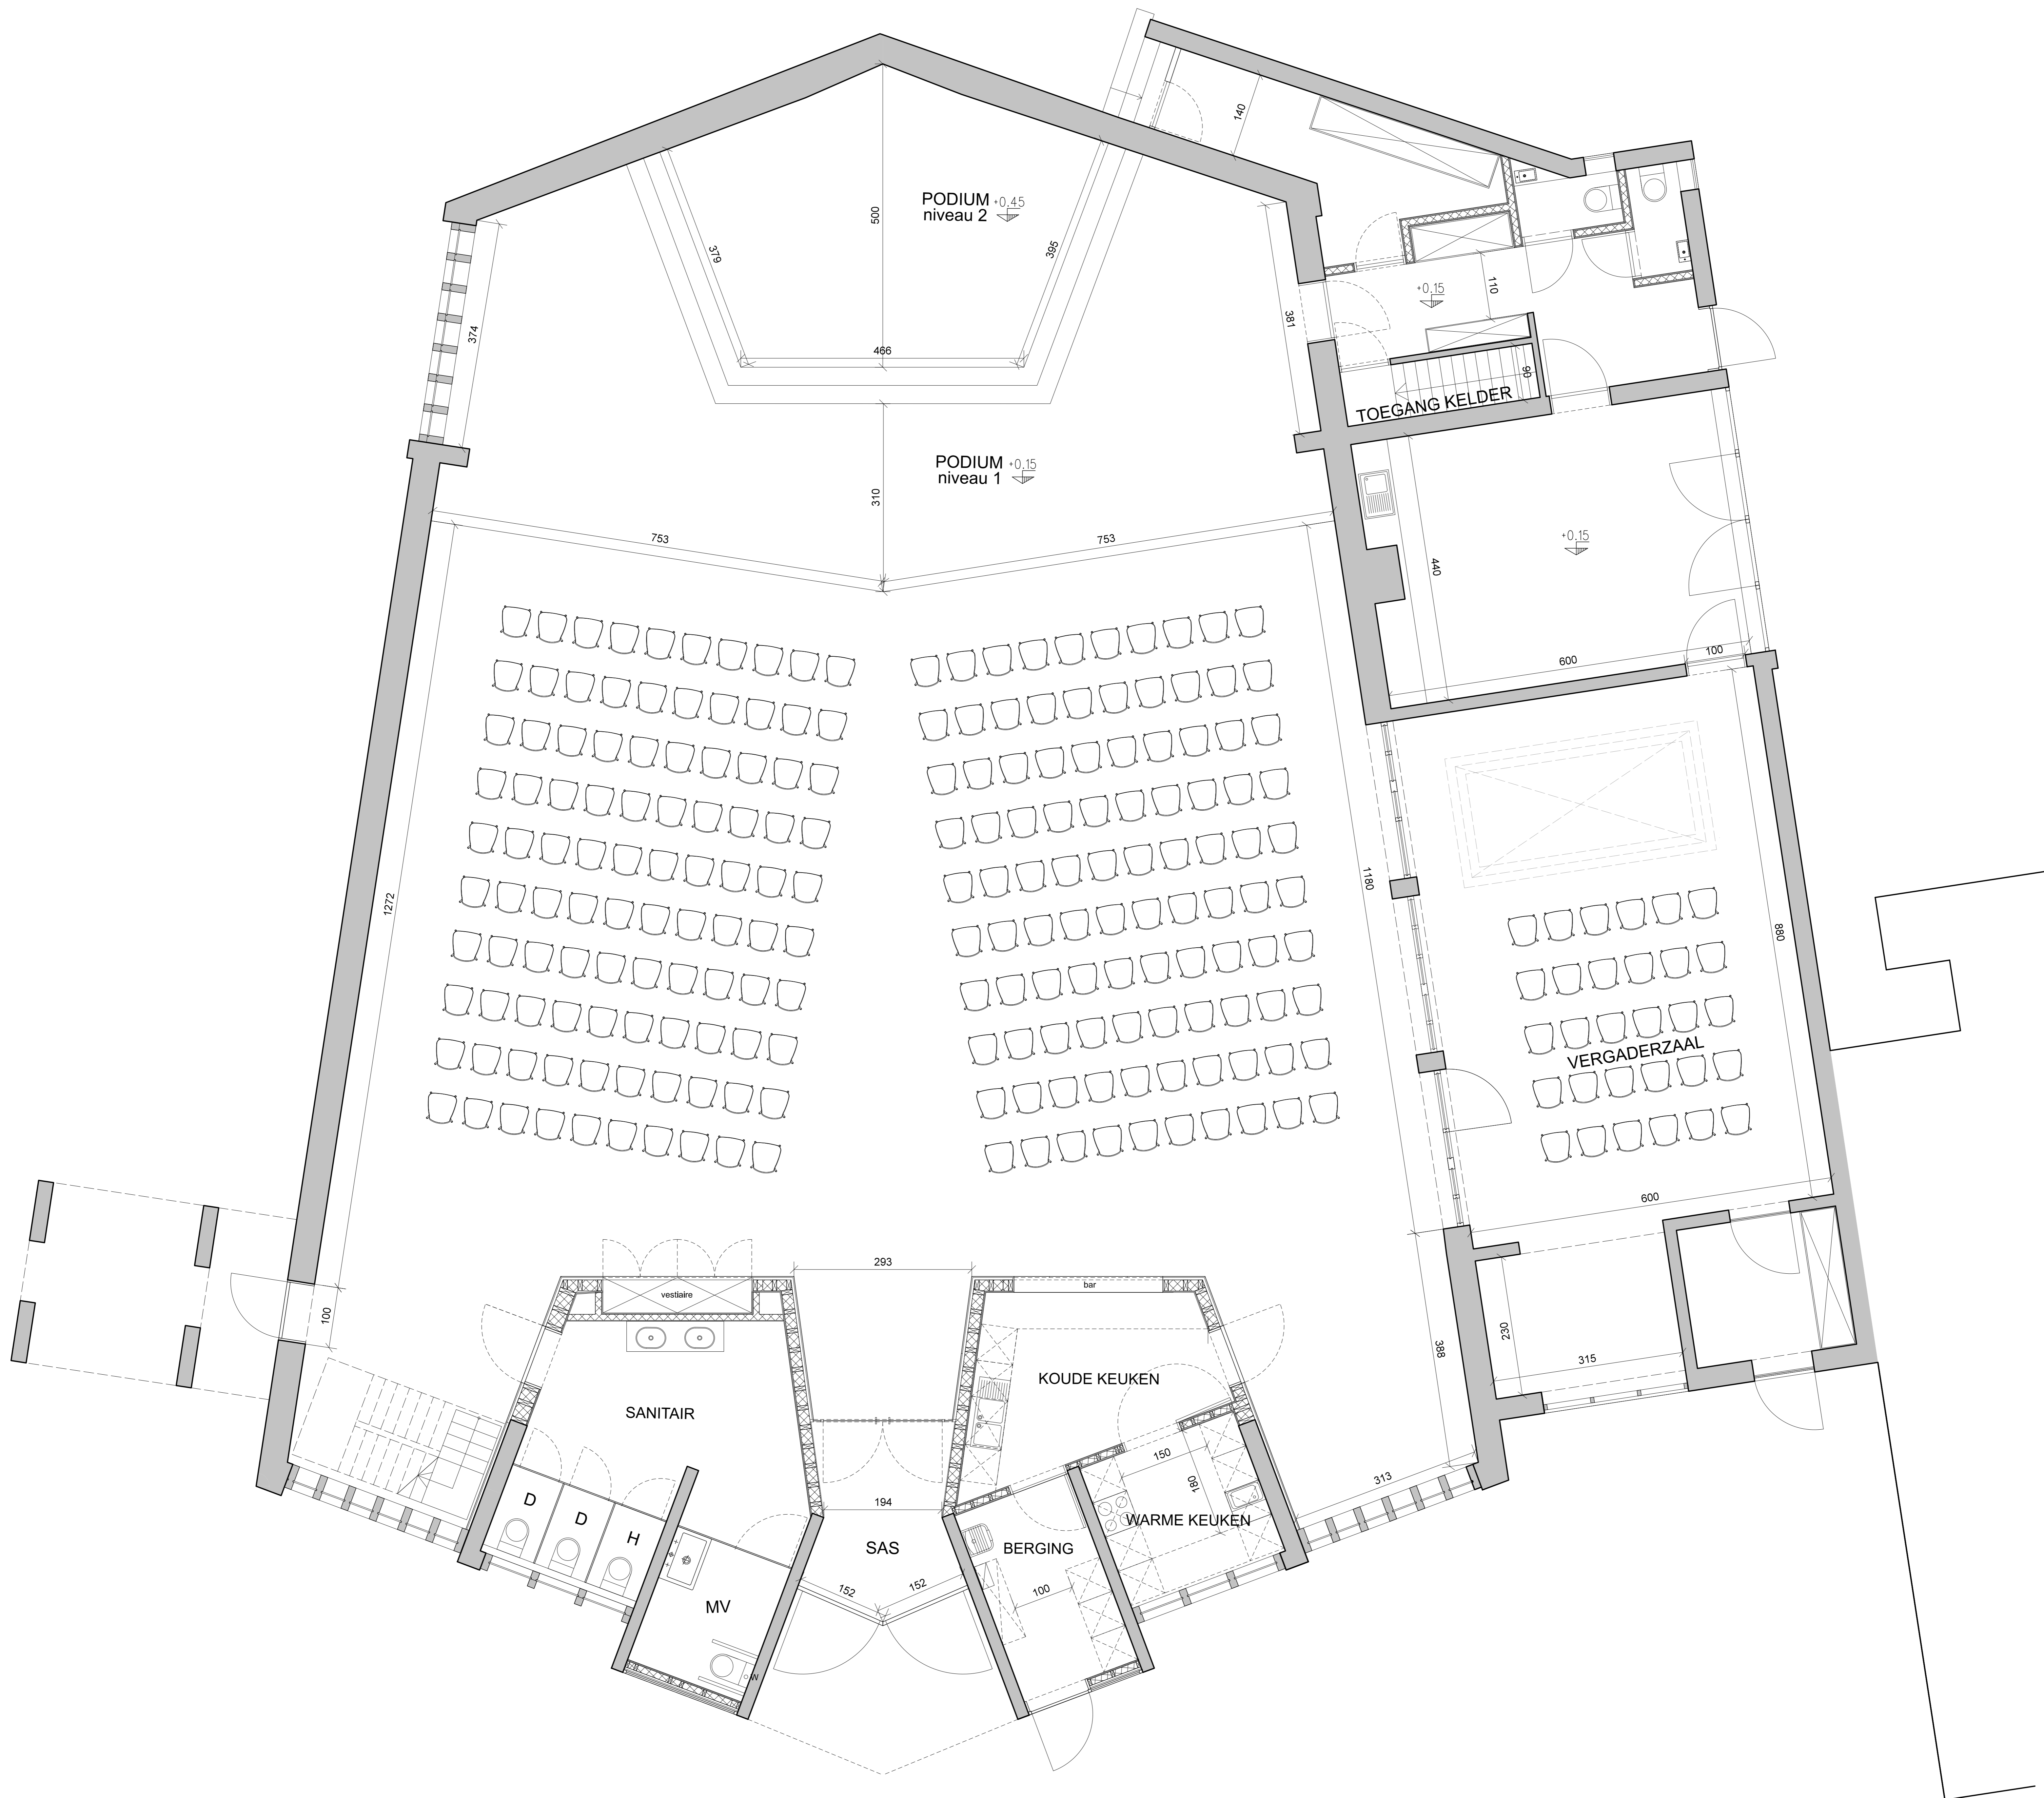 140
PODIUM +0.45
niveau 2
500
379
395
374
381
+0.15
110
90
TOEGANG KELDER
466
PODIUM +0.15
niveau 1
310
753
753
+0.15
440
600
100
1272
1180
880
VERGADERZAAL
600
293
vestiaire
bar
100
388
230
315
KOUDE KEUKEN
SANITAIR
150
180
313
194
D
D
H
WARME KEUKEN
SAS
BERGING
152
152
100
MV
W